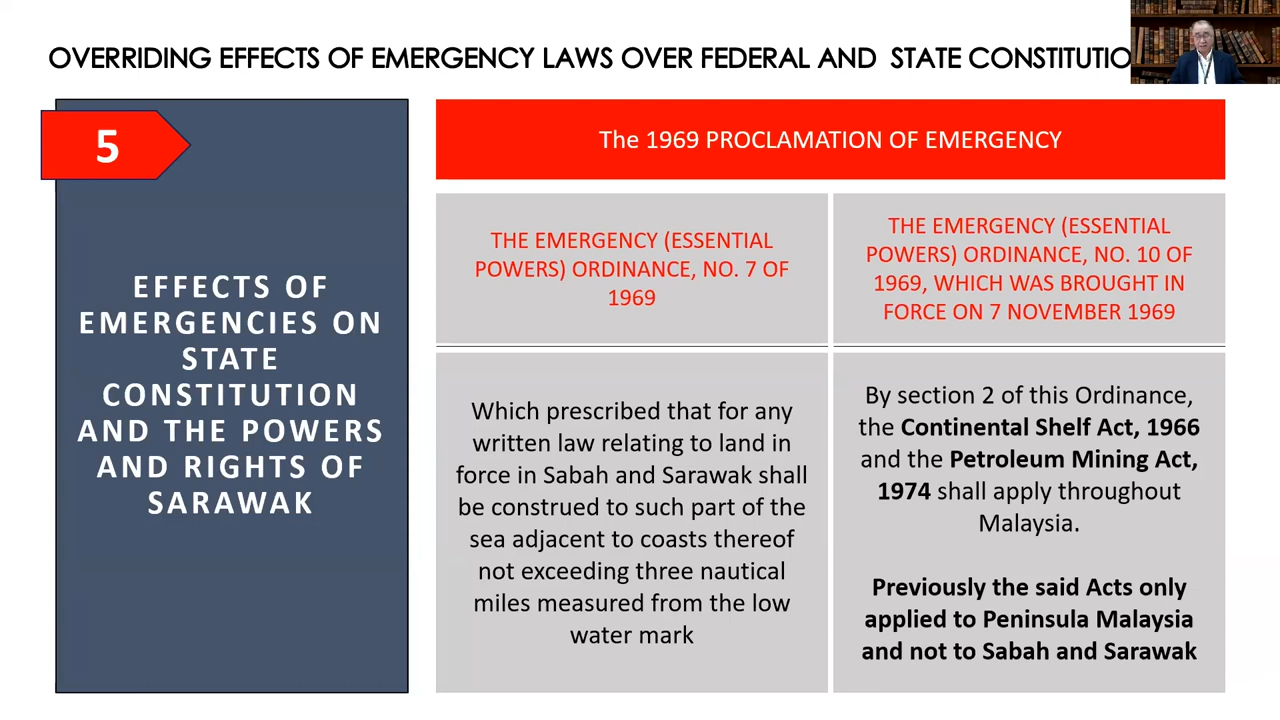 OVERRIDING EFFECTS OF EMERGENCY LAWS OVER FEDERAL AND STATE CONSTITUTIO
5
EFFECTS OF
EMERGENCIES ON
STATE
CONSTITUTION
AND THE POWERS
AND RIGHTS OF
SARAWAK
The 1969 PROCLAMATION OF EMERGENCY
THE EMERGENCY (ESSENTIAL
POWERS) ORDINANCE, NO. 7 OF
1969
Which prescribed that for any
written law relating to land in
force in Sabah and Sarawak shall
be construed to such part of the
sea adjacent to coasts thereof
not exceeding three nautical
miles measured from the low
water mark
THE EMERGENCY (ESSENTIAL
POWERS) ORDINANCE, NO. 10 OF
1969, WHICH WAS BROUGHT IN
FORCE ON 7 NOVEMBER 1969
By section 2 of this Ordinance,
the Continental Shelf Act, 1966
and the Petroleum Mining Act,
1974 shall apply throughout
Malaysia.
Previously the said Acts only
applied to Peninsula Malaysia
and not to Sabah and Sarawak